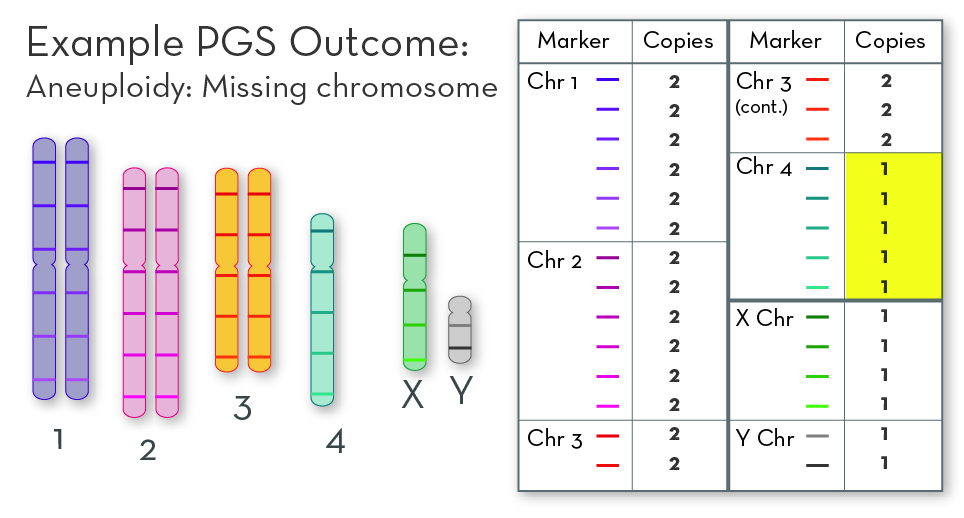 Example PGS Outcome:
Aneuploidy: Missing chromosome
1
2
3
4
X
Y
Marker Copies
Chr 1 2
2
2
2
2
2
Chr 2 2
2
2
2
2
2
Chr 3 2
2
Marker Copies
Chr 3 2
(cont.) 2
2
Chr 4 1
1
1
1
1
X Chr 1
1
1
1
Y Chr 1
1